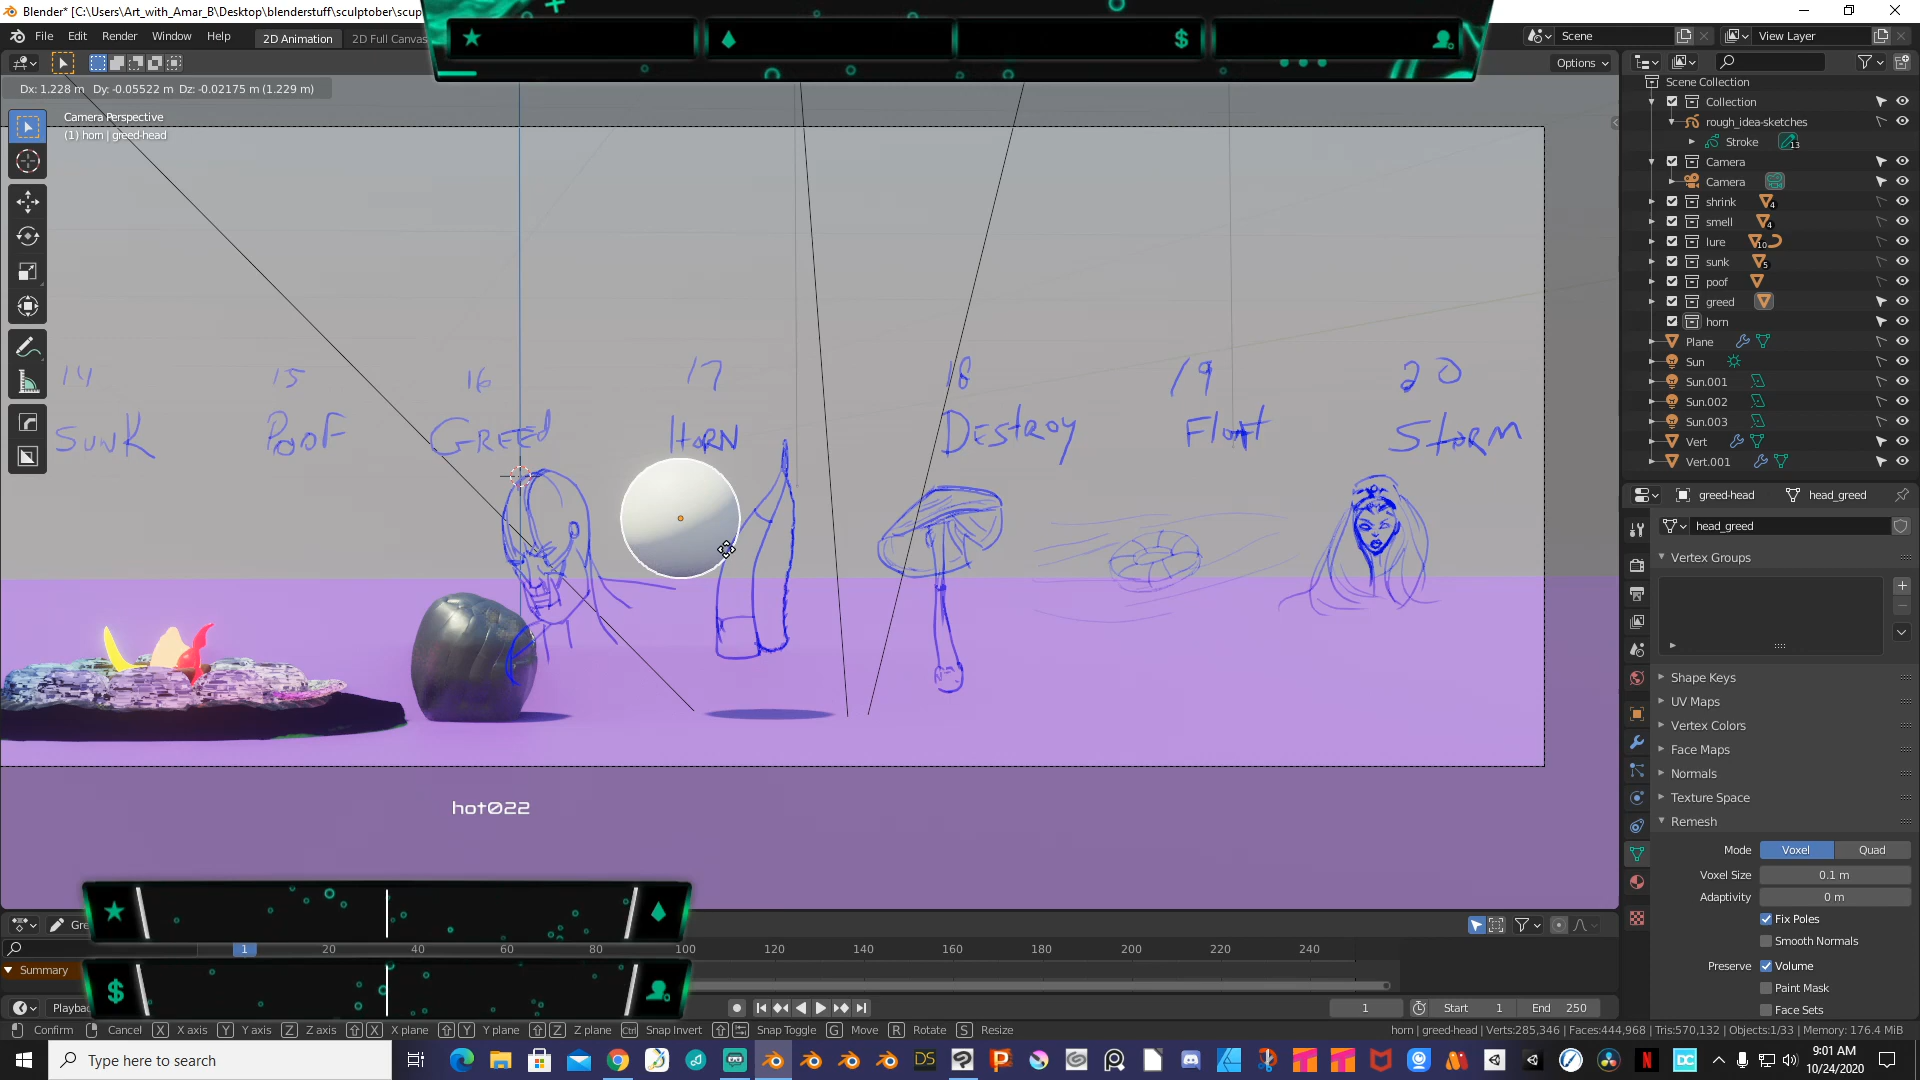 Blender* [C:\Users\Art_with_Amar_B\Desktop\blenderstuff\sculptober\scup
File Edit Render Window Help 2D Animation 2D Full Canvas
Scene View Layer
Options
Dx: 1.228 m Dy: -0.05522 m Dz: -0.02175 m (1.229 m)
Camera Perspective
(1) horn | greed-head
Scene Collection
Collection
rough_idea-sketches
Stroke 13
Camera
Camera
shrink 4
smell 4
lure 10
sunk 5
poof
greed
horn
Plane
Sun
Sun.001
Sun.002
Sun.003
Vert
Vert.001
14 15 16 17 18 19 20
SUNK POOF GREED HORN DESTROY Float STORM
greed-head head_greed
head_greed
Vertex Groups
Shape Keys
UV Maps
Vertex Colors
Face Maps
Normals
Texture Space
Remesh
Mode Voxel Quad
Voxel Size 0.1 m
Adaptivity 0 m
Fix Poles
Smooth Normals
Preserve Volume
Paint Mask
Face Sets
hot022
Gre
1 20 40 60 80 100 120 140 160 180 200 220 240
Summary
Playba
1 Start 1 End 250
Confirm Cancel X X axis Y Y axis Z Z axis X X plane Y Y plane Z Z plane Ctrl Snap Invert Snap Toggle G Move R Rotate S Resize
horn | greed-head | Verts:285,346 | Faces:444,968 | Tris:570,132 | Objects:1/33 | Memory: 176.4 MiB
Type here to search
9:01 AM
10/24/2020